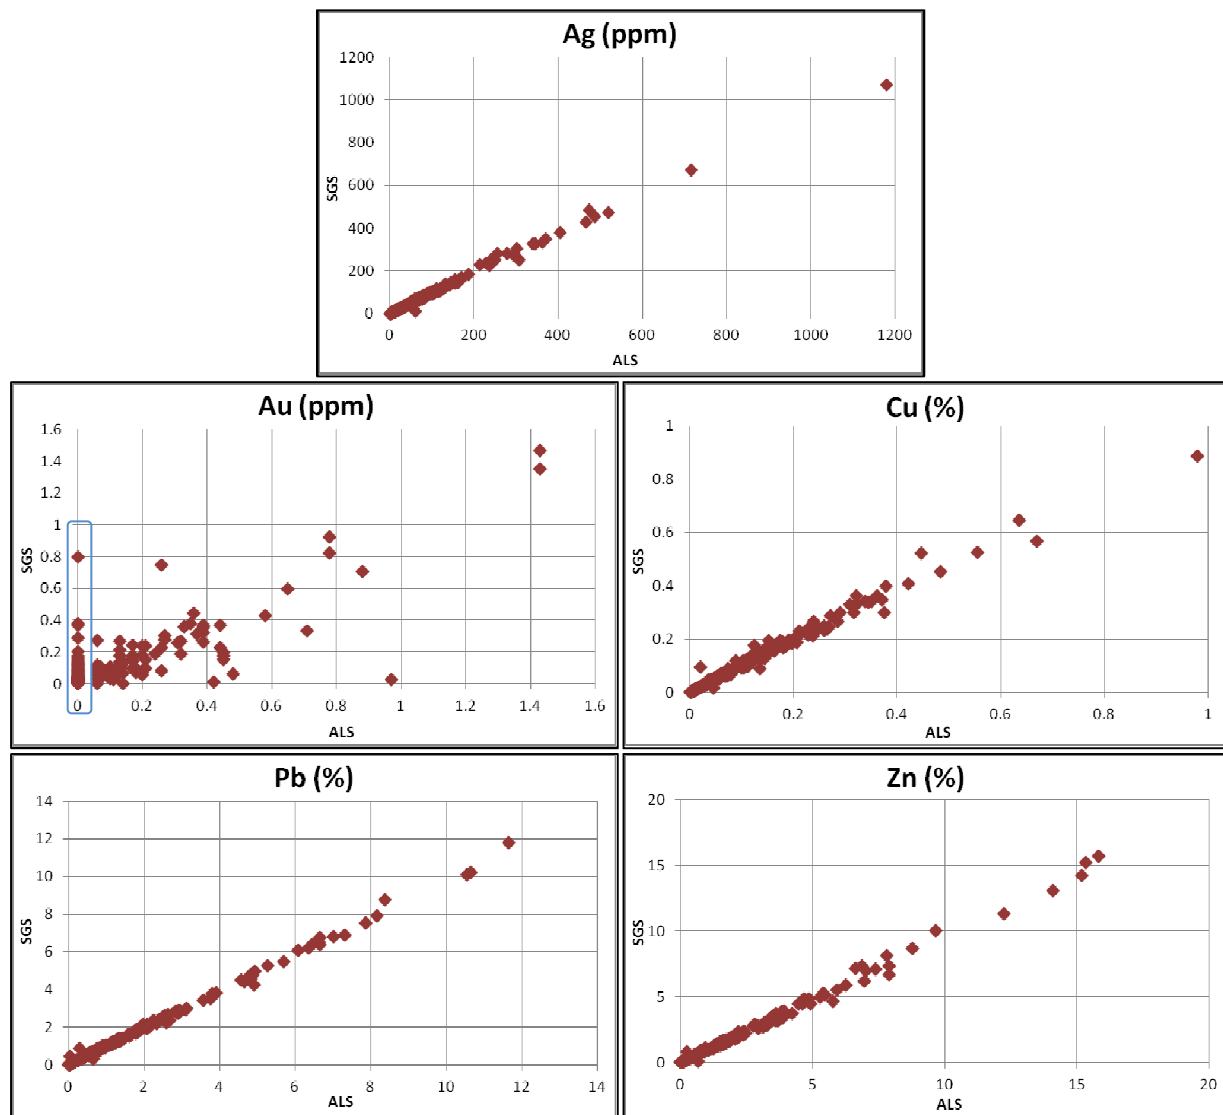 Ag (ppm)
1200
1000
800
600
400
200
0
SGS
0 200 400 600 800 1000 1200
ALS
Au (ppm)
1.6
1.4
1.2
1
0.8
0.6
0.4
0.2
0
SGS
0 0.2 0.4 0.6 0.8 1 1.2 1.4 1.6
ALS
Cu (%)
1
0.8
0.6
0.4
0.2
0
SGS
0 0.2 0.4 0.6 0.8 1
ALS
Pb (%)
14
12
10
8
6
4
2
0
SGS
0 2 4 6 8 10 12 14
ALS
Zn (%)
20
15
10
5
0
SGS
0 5 10 15 20
ALS